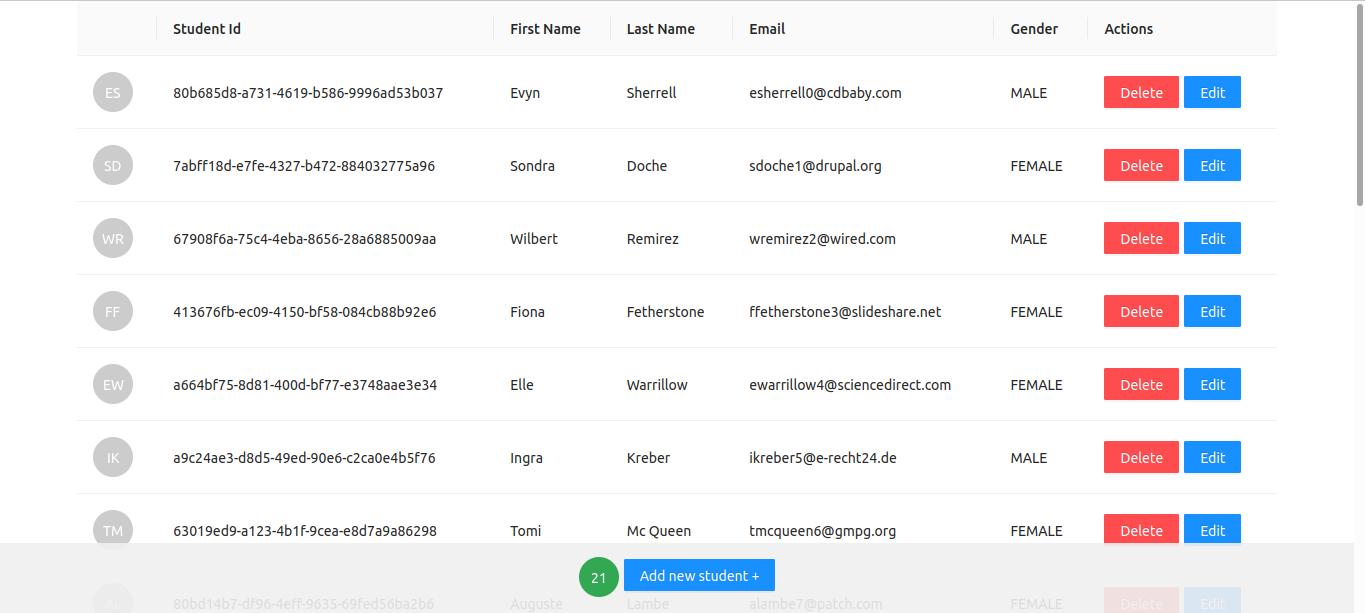 Student Id First Name Last Name Email Gender Actions
ES 80b685d8-a731-4619-b586-9996ad53b037 Evyn Sherrell esherrell0@cdbaby.com MALE Delete Edit
SD 7abff18d-e7fe-4327-b472-884032775a96 Sondra Doche sdoche1@drupal.org FEMALE Delete Edit
WR 67908f6a-75c4-4eba-8656-28a6885009aa Wilbert Remirez wremirez2@wired.com MALE Delete Edit
FF 413676fb-ec09-4150-bf58-084cb88b92e6 Fiona Fetherstone ffetherstone3@slideshare.net FEMALE Delete Edit
EW a664bf75-8d81-400d-bf77-e3748aae3e34 Elle Warrillow ewarrillow4@sciencedirect.com FEMALE Delete Edit
IK a9c24ae3-d8d5-49ed-90e6-c2ca0e4b5f76 Ingra Kreber ikreber5@e-recht24.de MALE Delete Edit
TM 63019ed9-a123-4b1f-9cea-e8d7a9a86298 Tomi Mc Queen tmcqueen6@gmpg.org FEMALE Delete Edit
21 Add new student +
AL 80bd14b7-df96-4eff-9635-69fed56ba2b6 Auguste Lambe alambe7@patch.com FEMALE Delete Edit